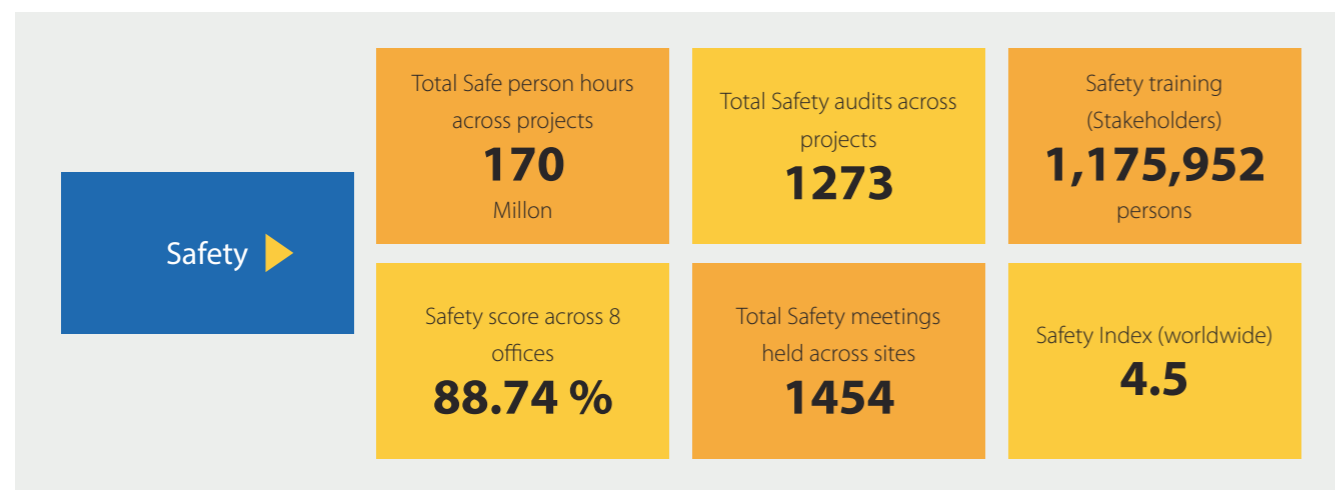 Safety
Total Safe person hours
across projects
170
Millon
Total Safety audits across
projects
1273
Safety training
(Stakeholders)
1,175,952
persons
Safety score across 8
offices
88.74 %
Total Safety meetings
held across sites
1454
Safety Index (worldwide)
4.5